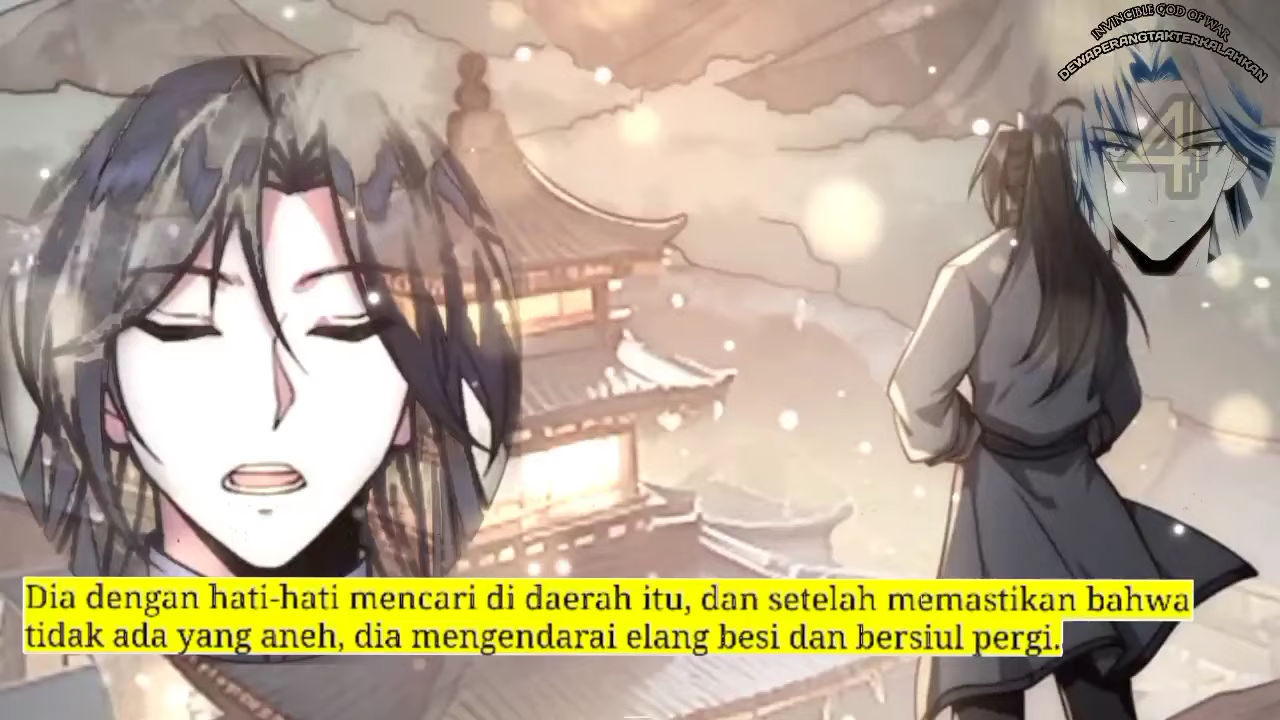 INVINCIBLE GOD OF WAR
DEWAPERANGTAKTERKALAHKAN
4
Dia dengan hati-hati mencari di daerah itu, dan setelah memastikan bahwa
tidak ada yang aneh, dia mengendarai elang besi dan bersiul pergi.